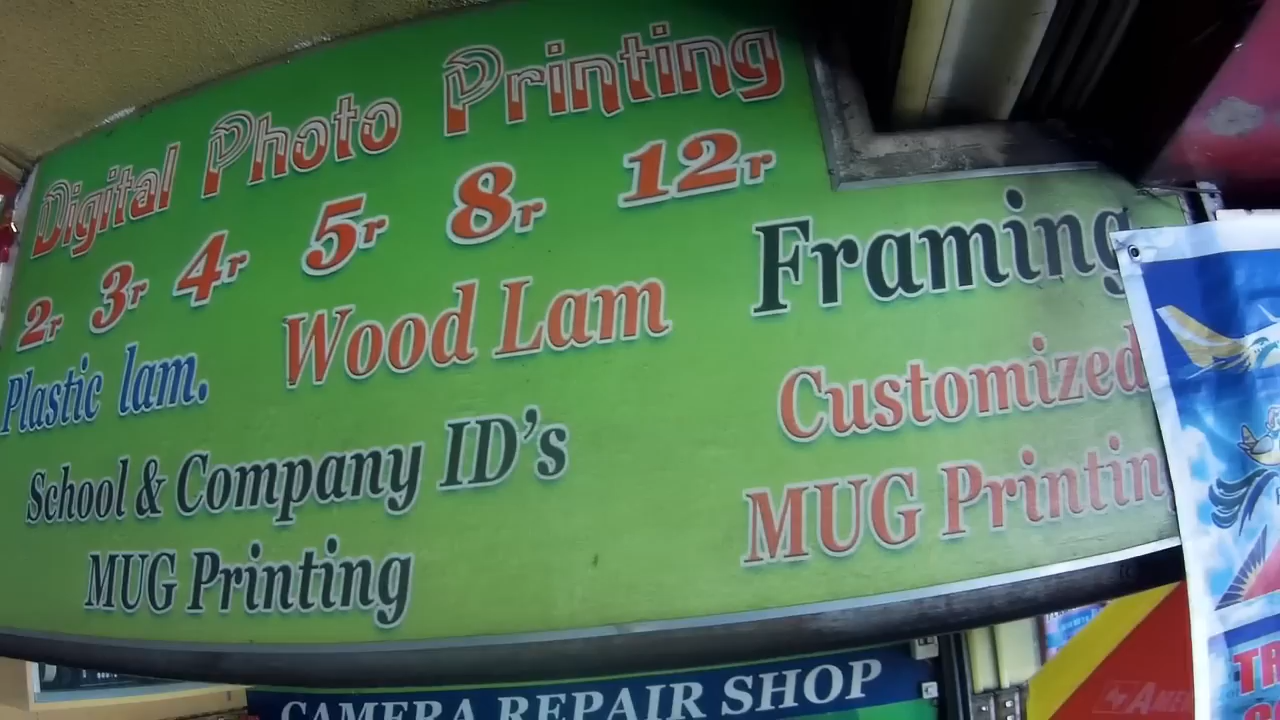 Digital Photo Printing
2r 3r 4r 5r 8r 12r
Plastic lam. Wood Lam
Framing
School & Company ID's
Customized
MUG Printing
MUG Printin
CAMERA REPAIR SHOP